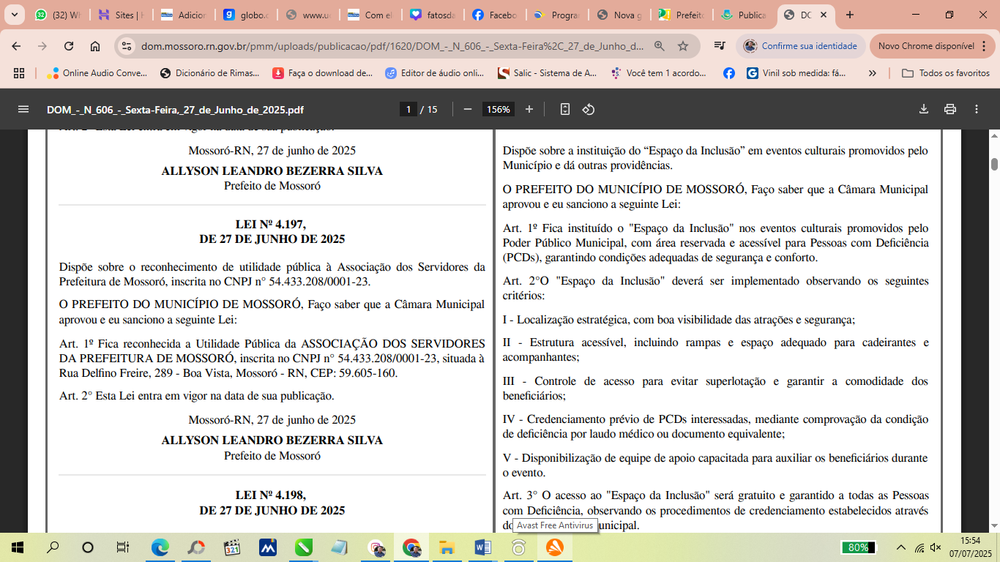 (32) Wh
Sites | H
Adicion
globo.c
www.ur
Com el
fatosda
Facebo
Progra
Nova g
Prefeito
Publica
DC
dom.mossoro.rn.gov.br/pmm/uploads/publicacao/pdf/1620/DOM_-_N_606_-_Sexta-Feira%2C_27_de_Junho_d...
Confirme sua identidade
Novo Chrome disponível
Online Audio Conve...
Dicionário de Rimas...
Faça o download de...
Editor de áudio onli...
Salic - Sistema de A...
Você tem 1 acordo...
Vinil sob medida: fá...
Todos os favoritos
DOM_-_N_606_-_Sexta-Feira,_27_de_Junho_de_2025.pdf
1 / 15
156%
Art. 2° Esta Lei entra em vigor na data de sua publicação.
Mossoró-RN, 27 de junho de 2025
ALLYSON LEANDRO BEZERRA SILVA
Prefeito de Mossoró
LEI Nº 4.197,
DE 27 DE JUNHO DE 2025
Dispõe sobre o reconhecimento de utilidade pública à Associação dos Servidores da
Prefeitura de Mossoró, inscrita no CNPJ n° 54.433.208/0001-23.
O PREFEITO DO MUNICÍPIO DE MOSSORÓ, Faço saber que a Câmara Municipal
aprovou e eu sanciono a seguinte Lei:
Art. 1º Fica reconhecida a Utilidade Pública da ASSOCIAÇÃO DOS SERVIDORES
DA PREFEITURA DE MOSSORÓ, inscrita no CNPJ n° 54.433.208/0001-23, situada à
Rua Delfino Freire, 289 - Boa Vista, Mossoró - RN, CEP: 59.605-160.
Art. 2° Esta Lei entra em vigor na data de sua publicação.
Mossoró-RN, 27 de junho de 2025
ALLYSON LEANDRO BEZERRA SILVA
Prefeito de Mossoró
LEI Nº 4.198,
DE 27 DE JUNHO DE 2025
Dispõe sobre a instituição do “Espaço da Inclusão” em eventos culturais promovidos pelo
Município e dá outras providências.
O PREFEITO DO MUNICÍPIO DE MOSSORÓ, Faço saber que a Câmara Municipal
aprovou e eu sanciono a seguinte Lei:
Art. 1º Fica instituído o "Espaço da Inclusão" nos eventos culturais promovidos pelo
Poder Público Municipal, com área reservada e acessível para Pessoas com Deficiência
(PCDs), garantindo condições adequadas de segurança e conforto.
Art. 2°O "Espaço da Inclusão" deverá ser implementado observando os seguintes
critérios:
I - Localização estratégica, com boa visibilidade das atrações e segurança;
II - Estrutura acessível, incluindo rampas e espaço adequado para cadeirantes e
acompanhantes;
III - Controle de acesso para evitar superlotação e garantir a comodidade dos
beneficiários;
IV - Credenciamento prévio de PCDs interessadas, mediante comprovação da condição
de deficiência por laudo médico ou documento equivalente;
V - Disponibilização de equipe de apoio capacitada para auxiliar os beneficiários durante
o evento.
Art. 3° O acesso ao "Espaço da Inclusão" será gratuito e garantido a todas as Pessoas
com Deficiência, observando os procedimentos de credenciamento estabelecidos através
do unicipal.
Avast Free Antivirus
80%
15:54
07/07/2025